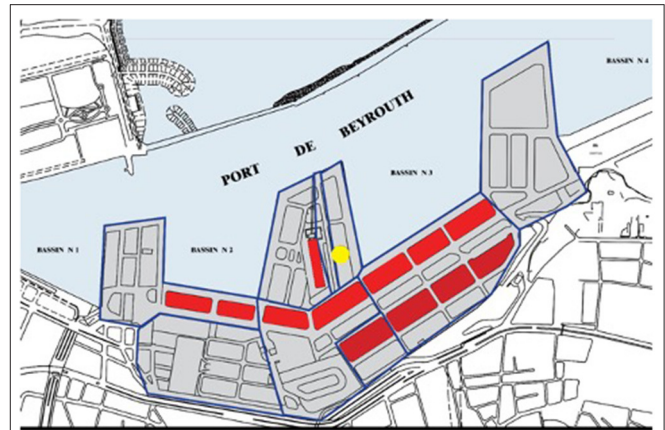 BASSIN N 4
PORT DE BEYROUTH
BASSIN N 3
BASSIN N 1
BASSIN N 2